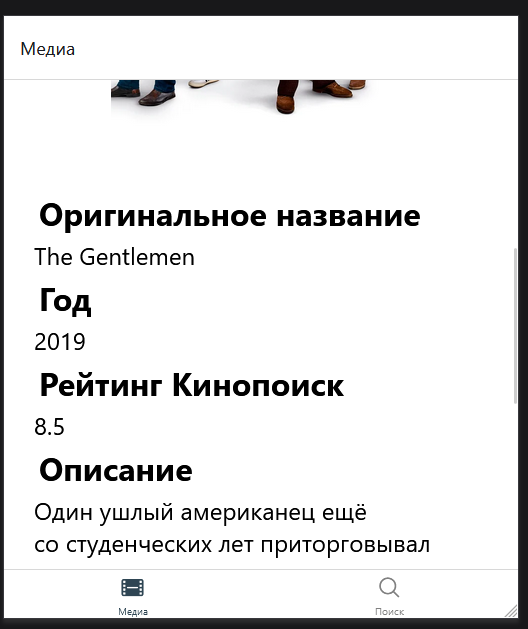 Медиа
Оригинальное название
The Gentlemen
Год
2019
Рейтинг Кинопоиск
8.5
Описание
Один ушлый американец ещё
со студенческих лет приторговывал
Медиа
Поиск